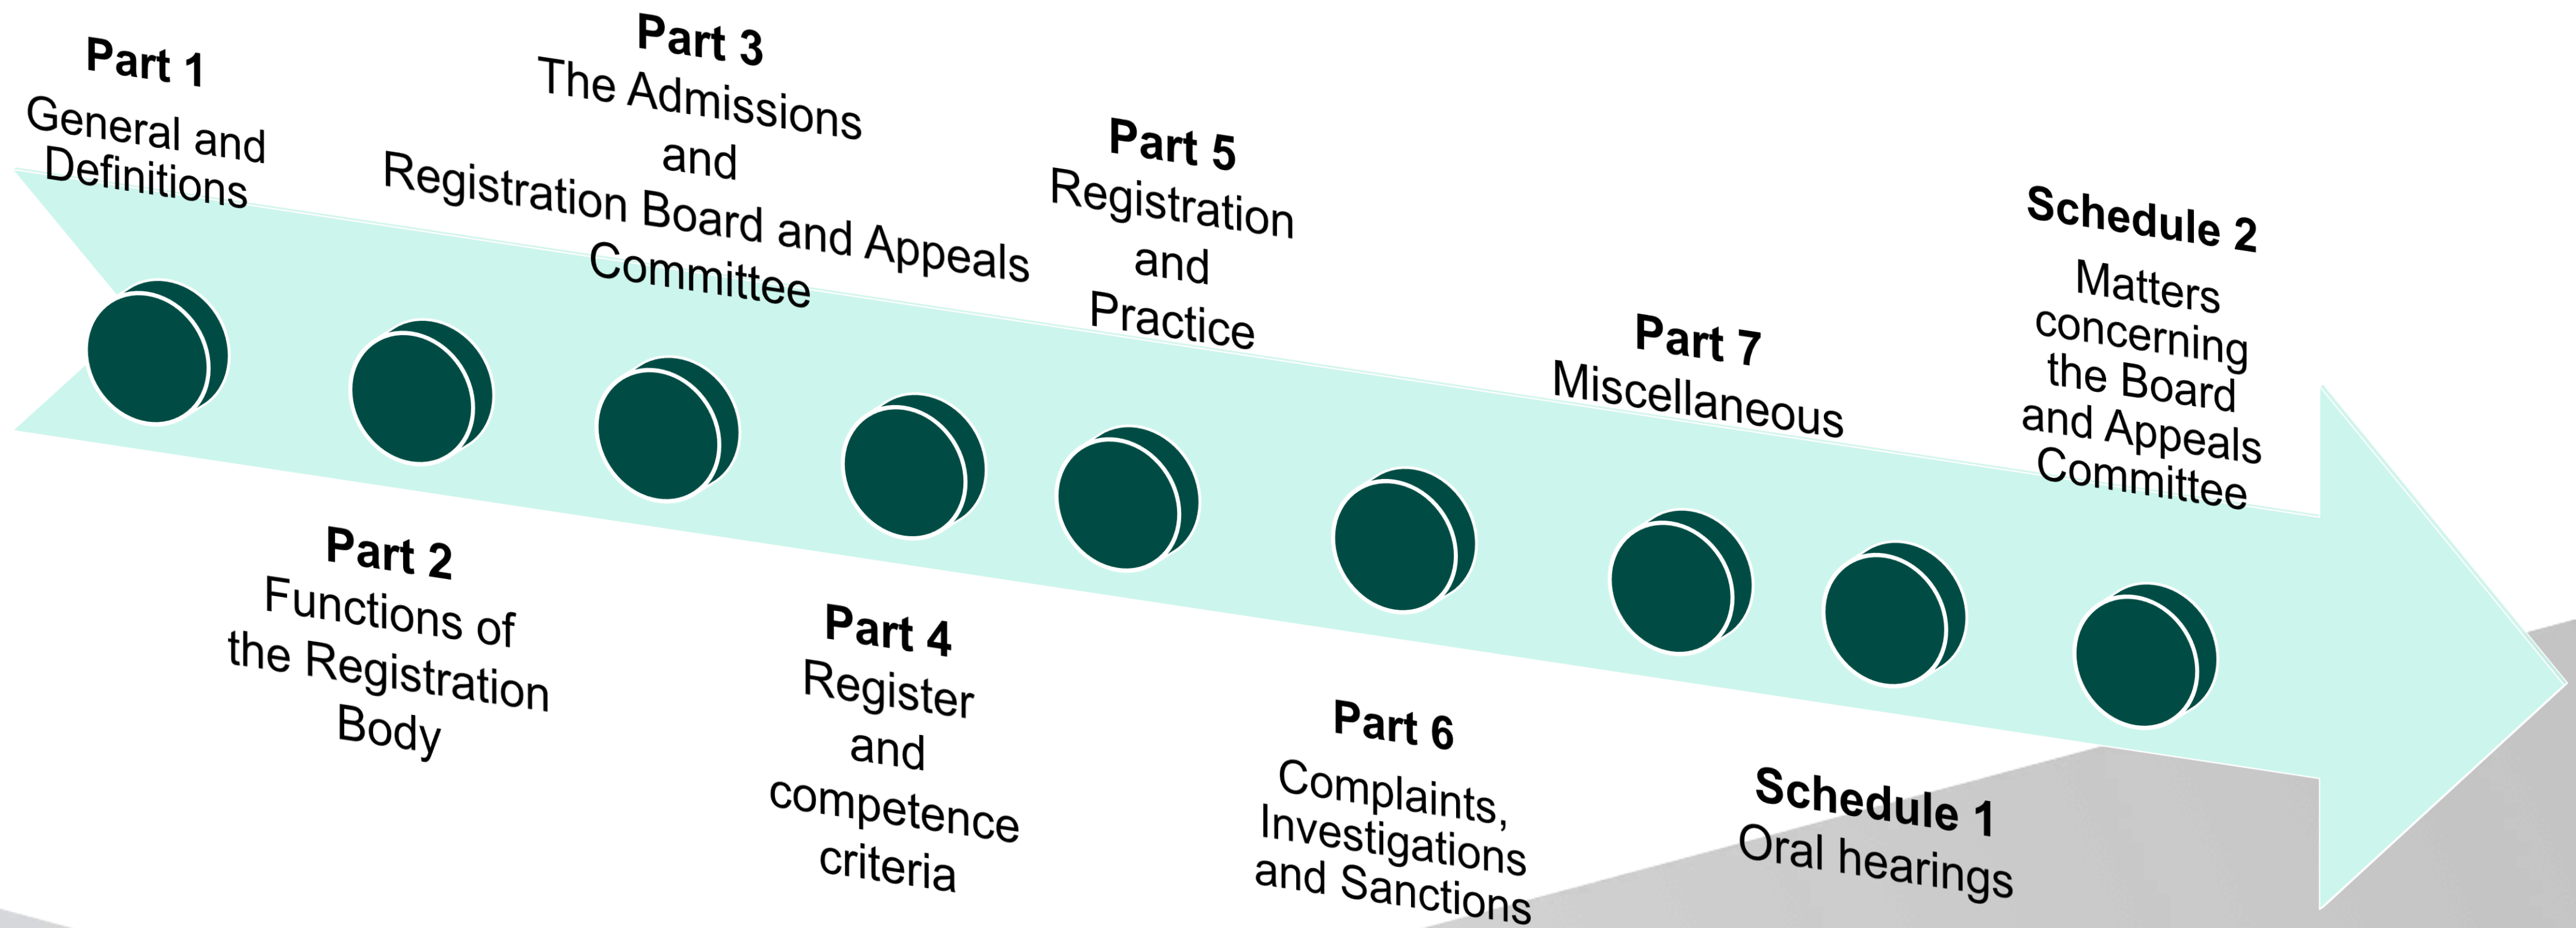 Part 1
General and
Definitions
Part 2
Functions of
the Registration
Body
Part 3
The Admissions
and
Registration Board and Appeals
Committee
Part 4
Register
and
competence
criteria
Part 5
Registration
and
Practice
Part 6
Complaints,
Investigations
and Sanctions
Part 7
Miscellaneous
Schedule 1
Oral hearings
Schedule 2
Matters
concerning
the Board
and Appeals
Committee